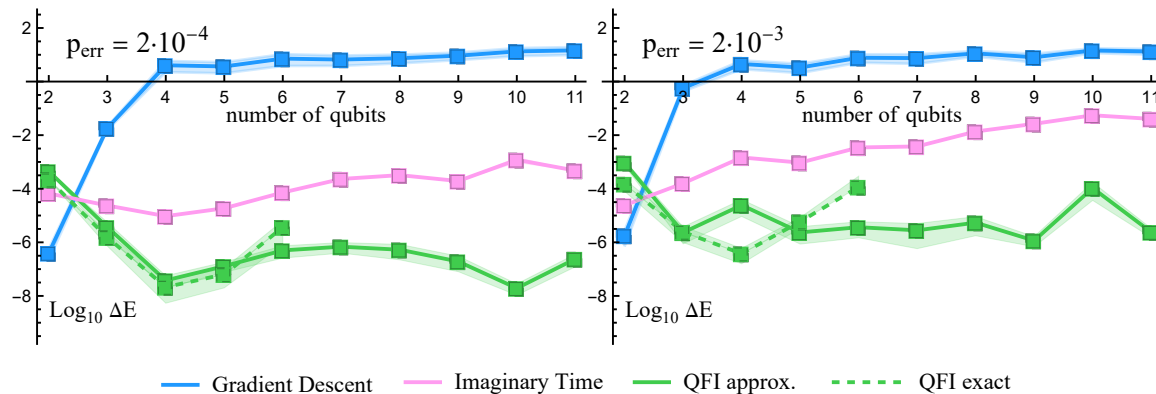 2
p_err = 2·10^-4
2 3 4 5 6 7 8 9 10 11
number of qubits
−2
−4
−6
−8
Log_10 ΔE
2
p_err = 2·10^-3
2 3 4 5 6 7 8 9 10 11
number of qubits
−2
−4
−6
−8
Log_10 ΔE
Gradient Descent Imaginary Time QFI approx. QFI exact